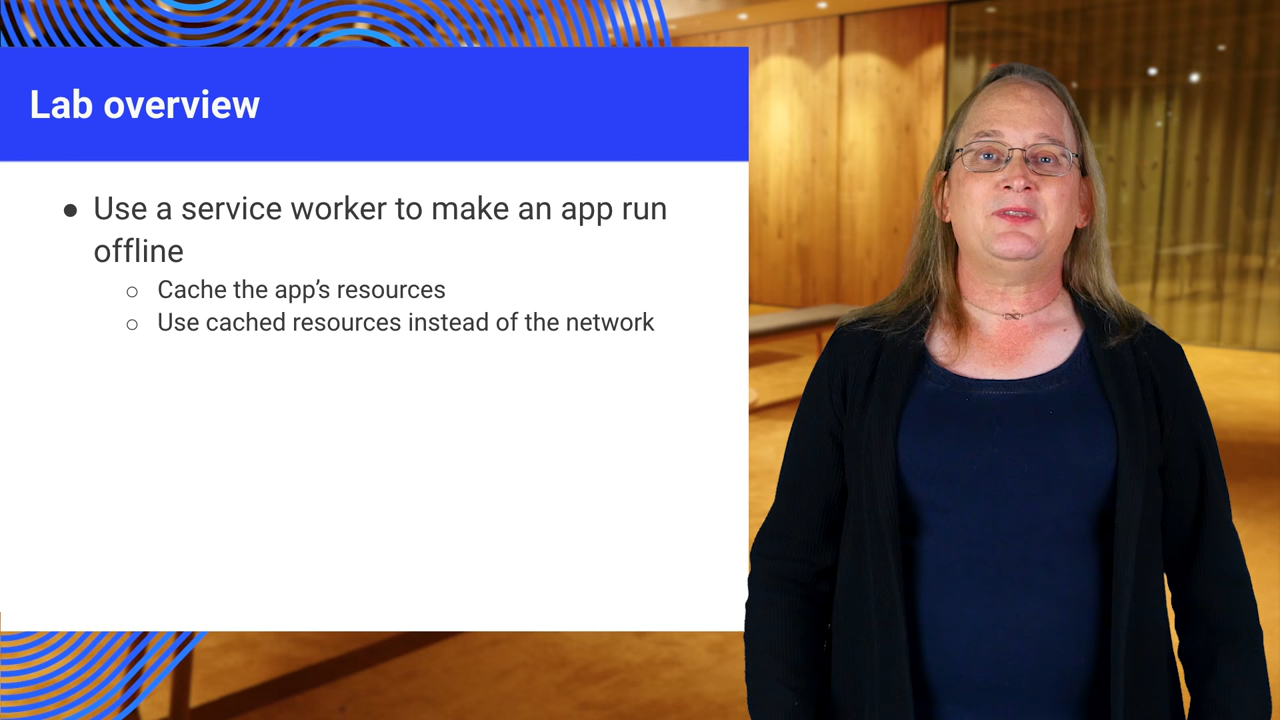 Lab overview
● Use a service worker to make an app run
offline
○ Cache the app’s resources
○ Use cached resources instead of the network